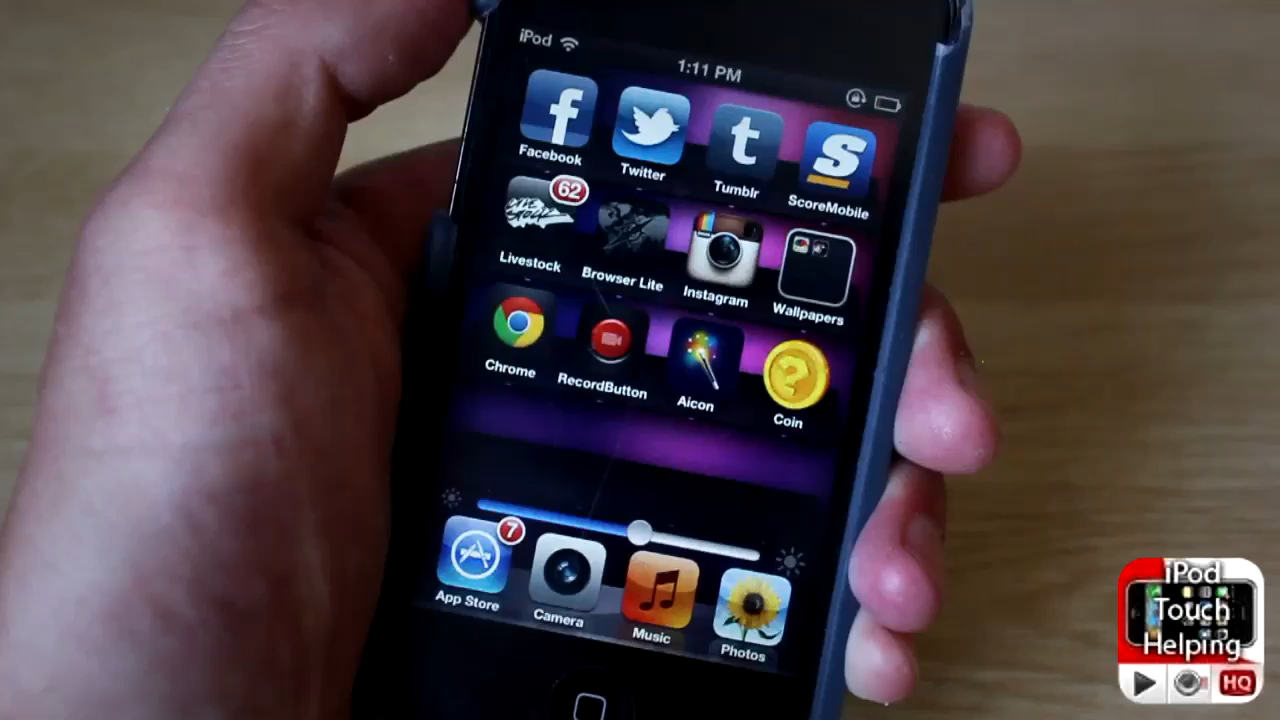 iPod
1:11 PM
Facebook
Twitter
Tumblr
ScoreMobile
62
Livestock
Browser Lite
Instagram
Wallpapers
Chrome
RecordButton
Aicon
Coin
7
App Store
Camera
Music
Photos
iPod
Touch
Helping
HQ